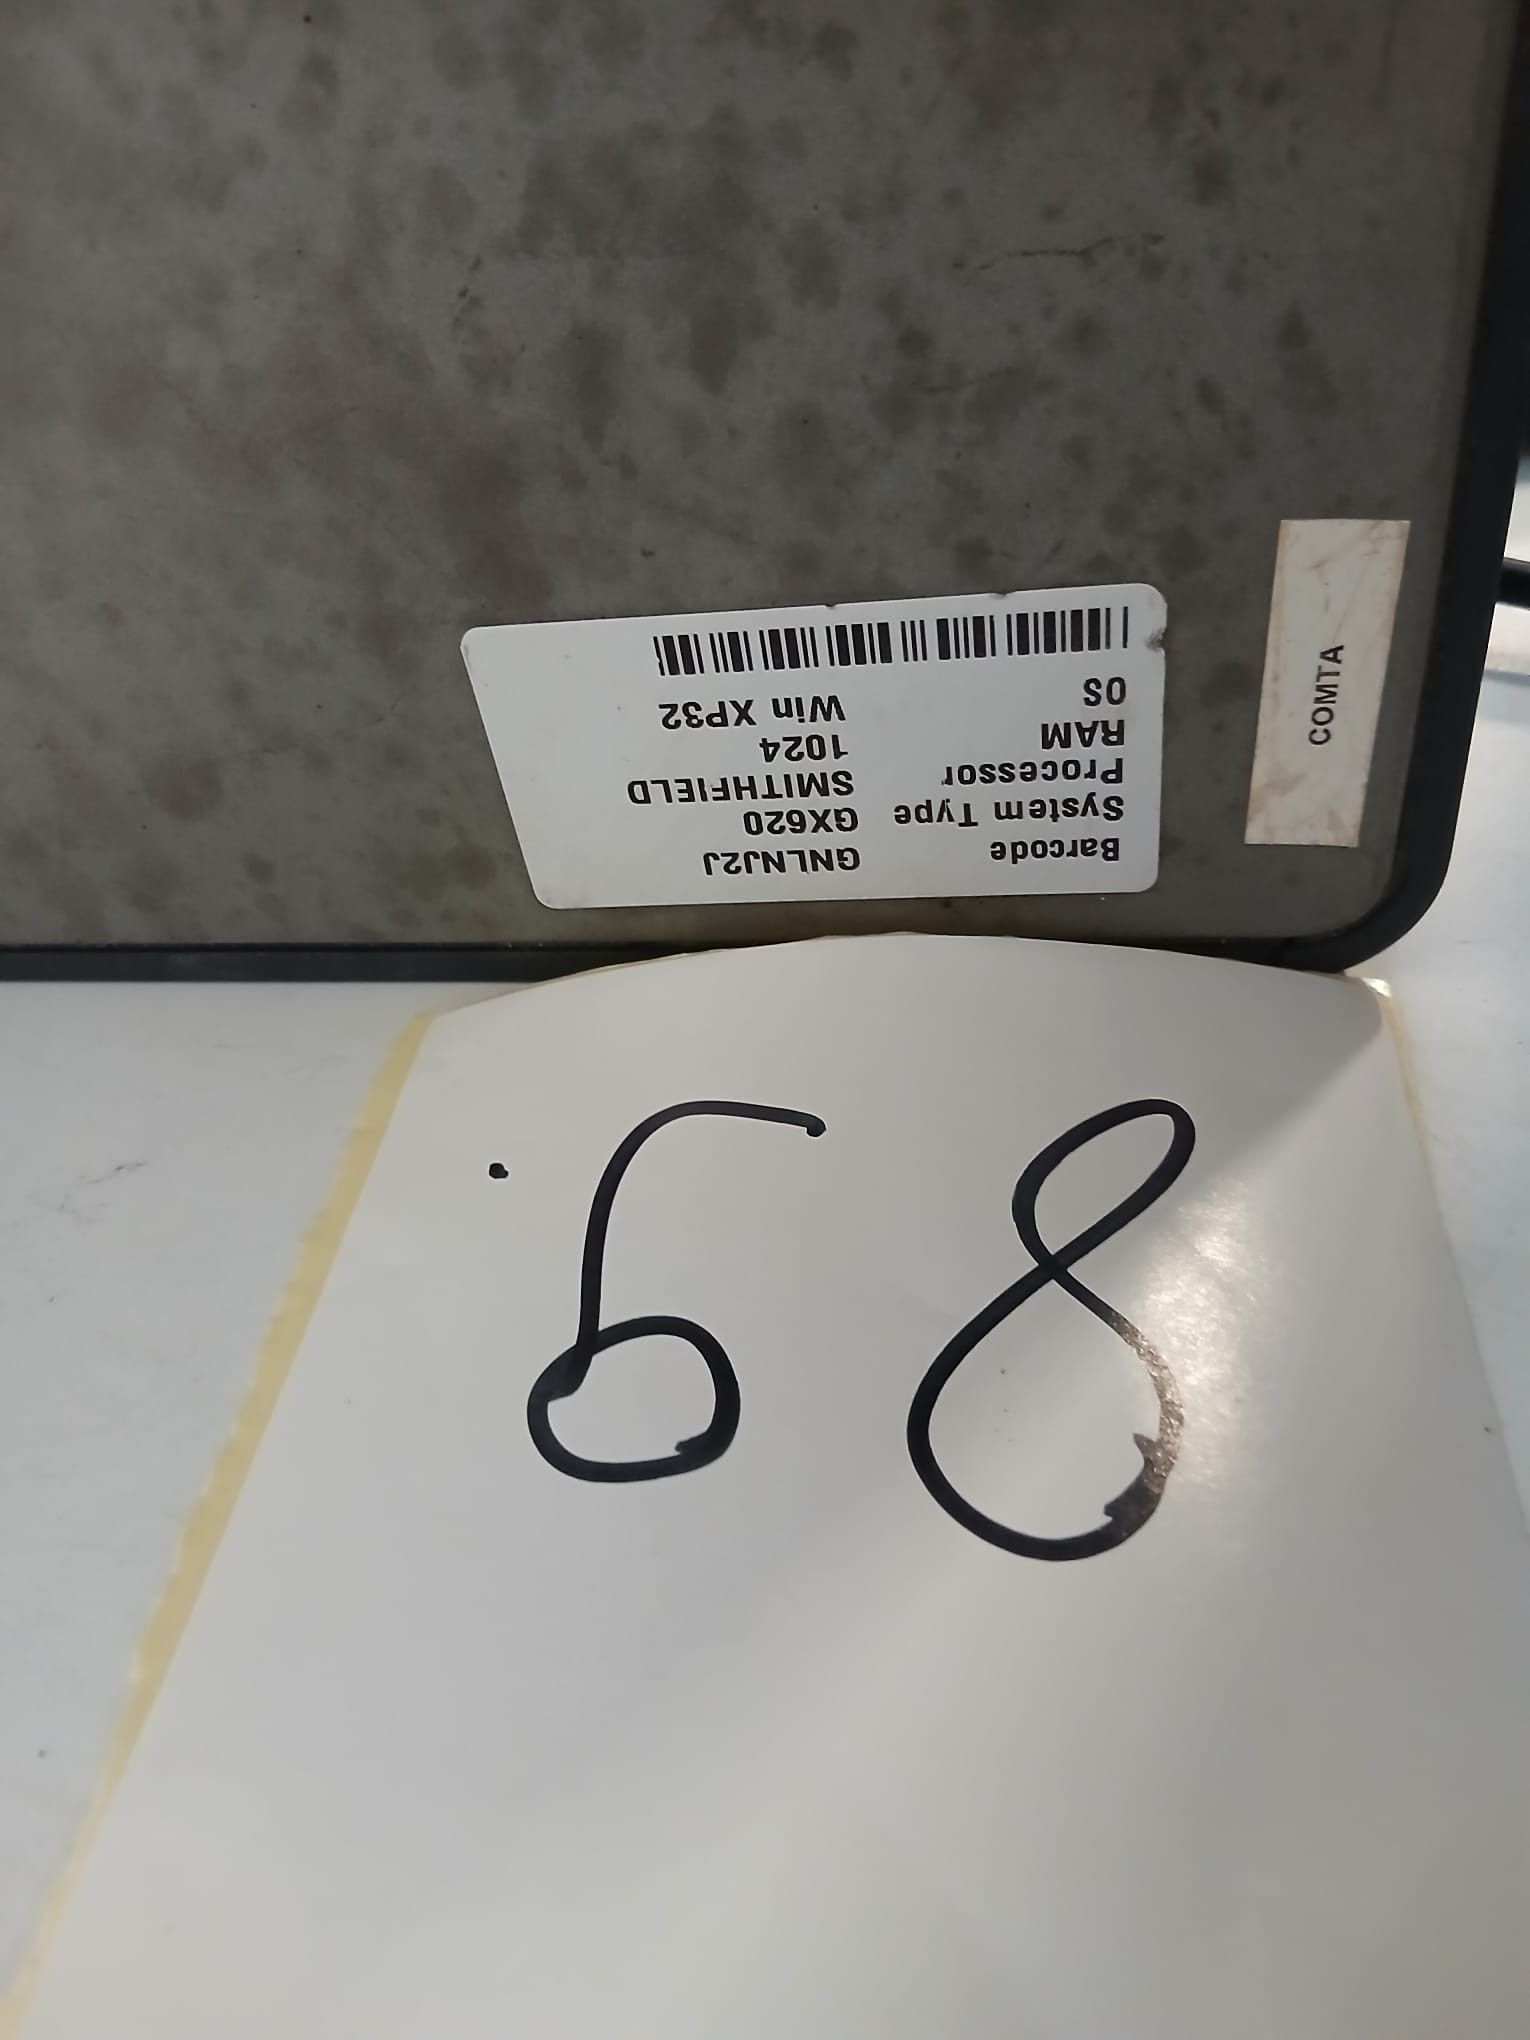 89.
Barcode GNLNJ2J
System Type GX620
Processor SMITHFIELD
RAM 1024
OS Win XP32
COMTA